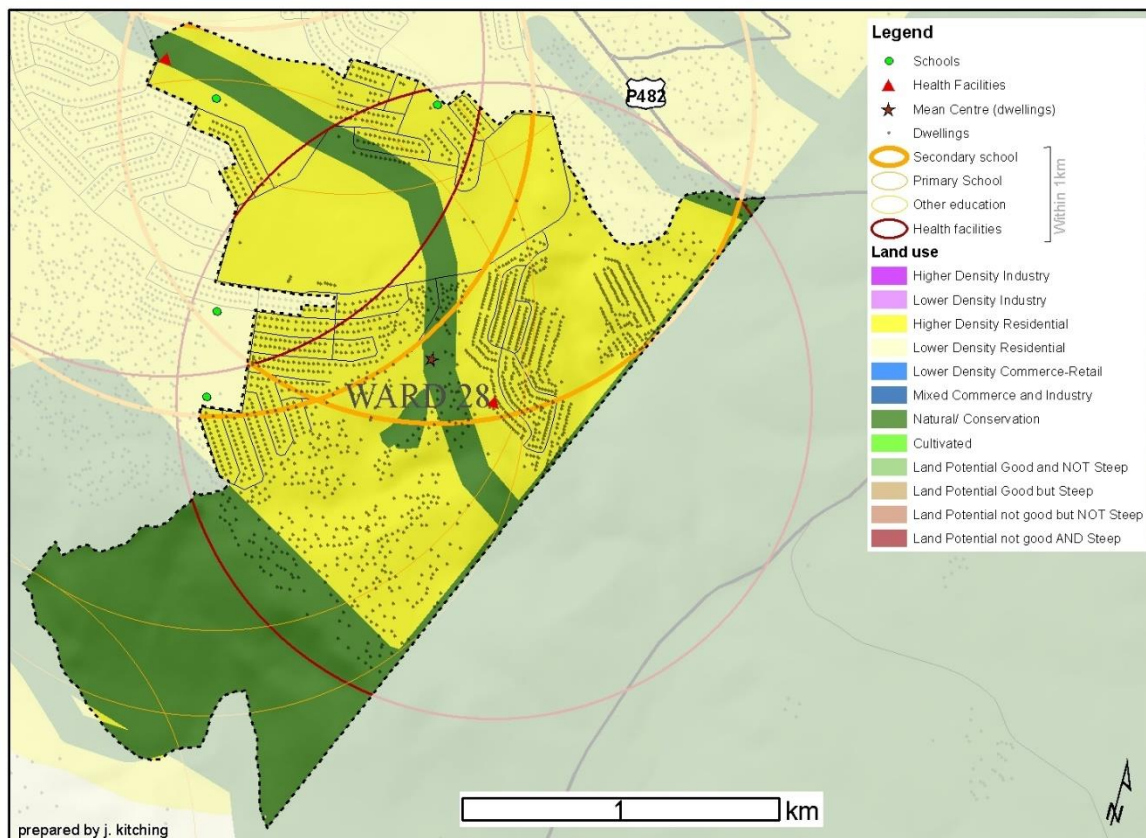 P482
WARD 28
Legend
Schools
Health Facilities
Mean Centre (dwellings)
Dwellings
Secondary school
Primary School
Other education
Health facilities
Within 1km
Land use
Higher Density Industry
Lower Density Industry
Higher Density Residential
Lower Density Residential
Lower Density Commerce-Retail
Mixed Commerce and Industry
Natural/ Conservation
Cultivated
Land Potential Good and NOT Steep
Land Potential Good but Steep
Land Potential not good but NOT Steep
Land Potential not good AND Steep
1 km
N
prepared by j. kitching